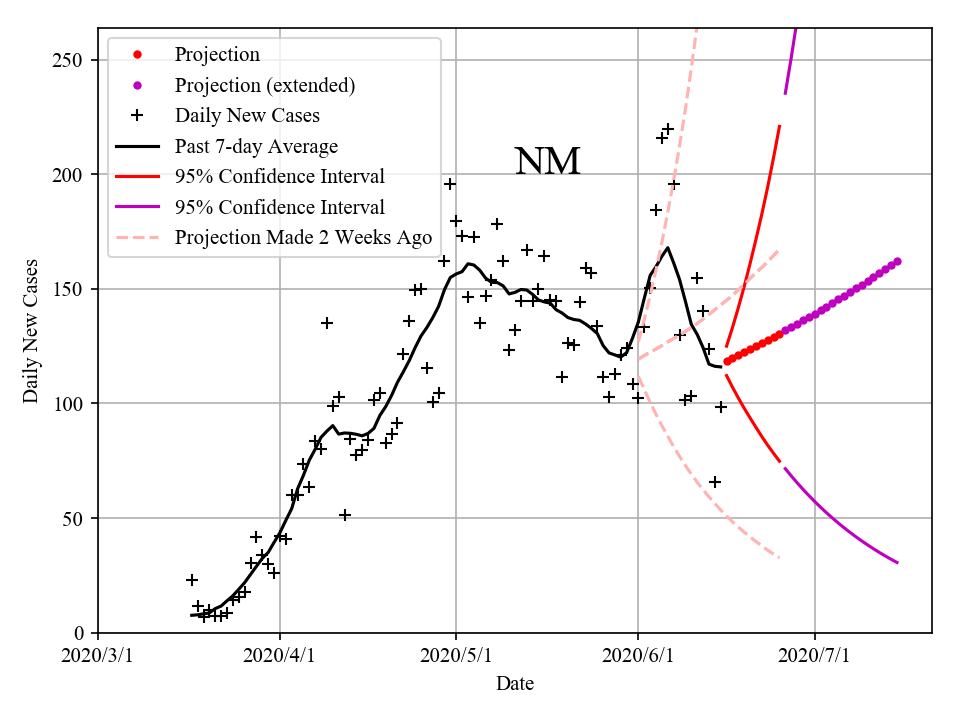 250
200
150
100
50
0
Daily New Cases
Projection
Projection (extended)
Daily New Cases
Past 7-day Average
95% Confidence Interval
95% Confidence Interval
Projection Made 2 Weeks Ago
NM
2020/3/1 2020/4/1 2020/5/1 2020/6/1 2020/7/1
Date